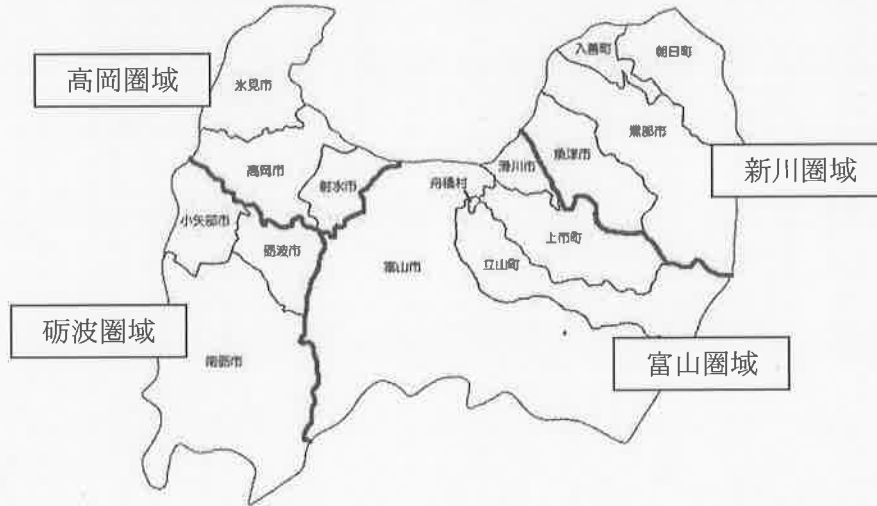 高岡圏域
氷見市
入善町
朝日町
黒部市
新川圏域
高岡市
射水市
滑川市
魚津市
舟橋村
上市町
小矢部市
砺波市
富山市
立山町
砺波圏域
南砺市
富山圏域